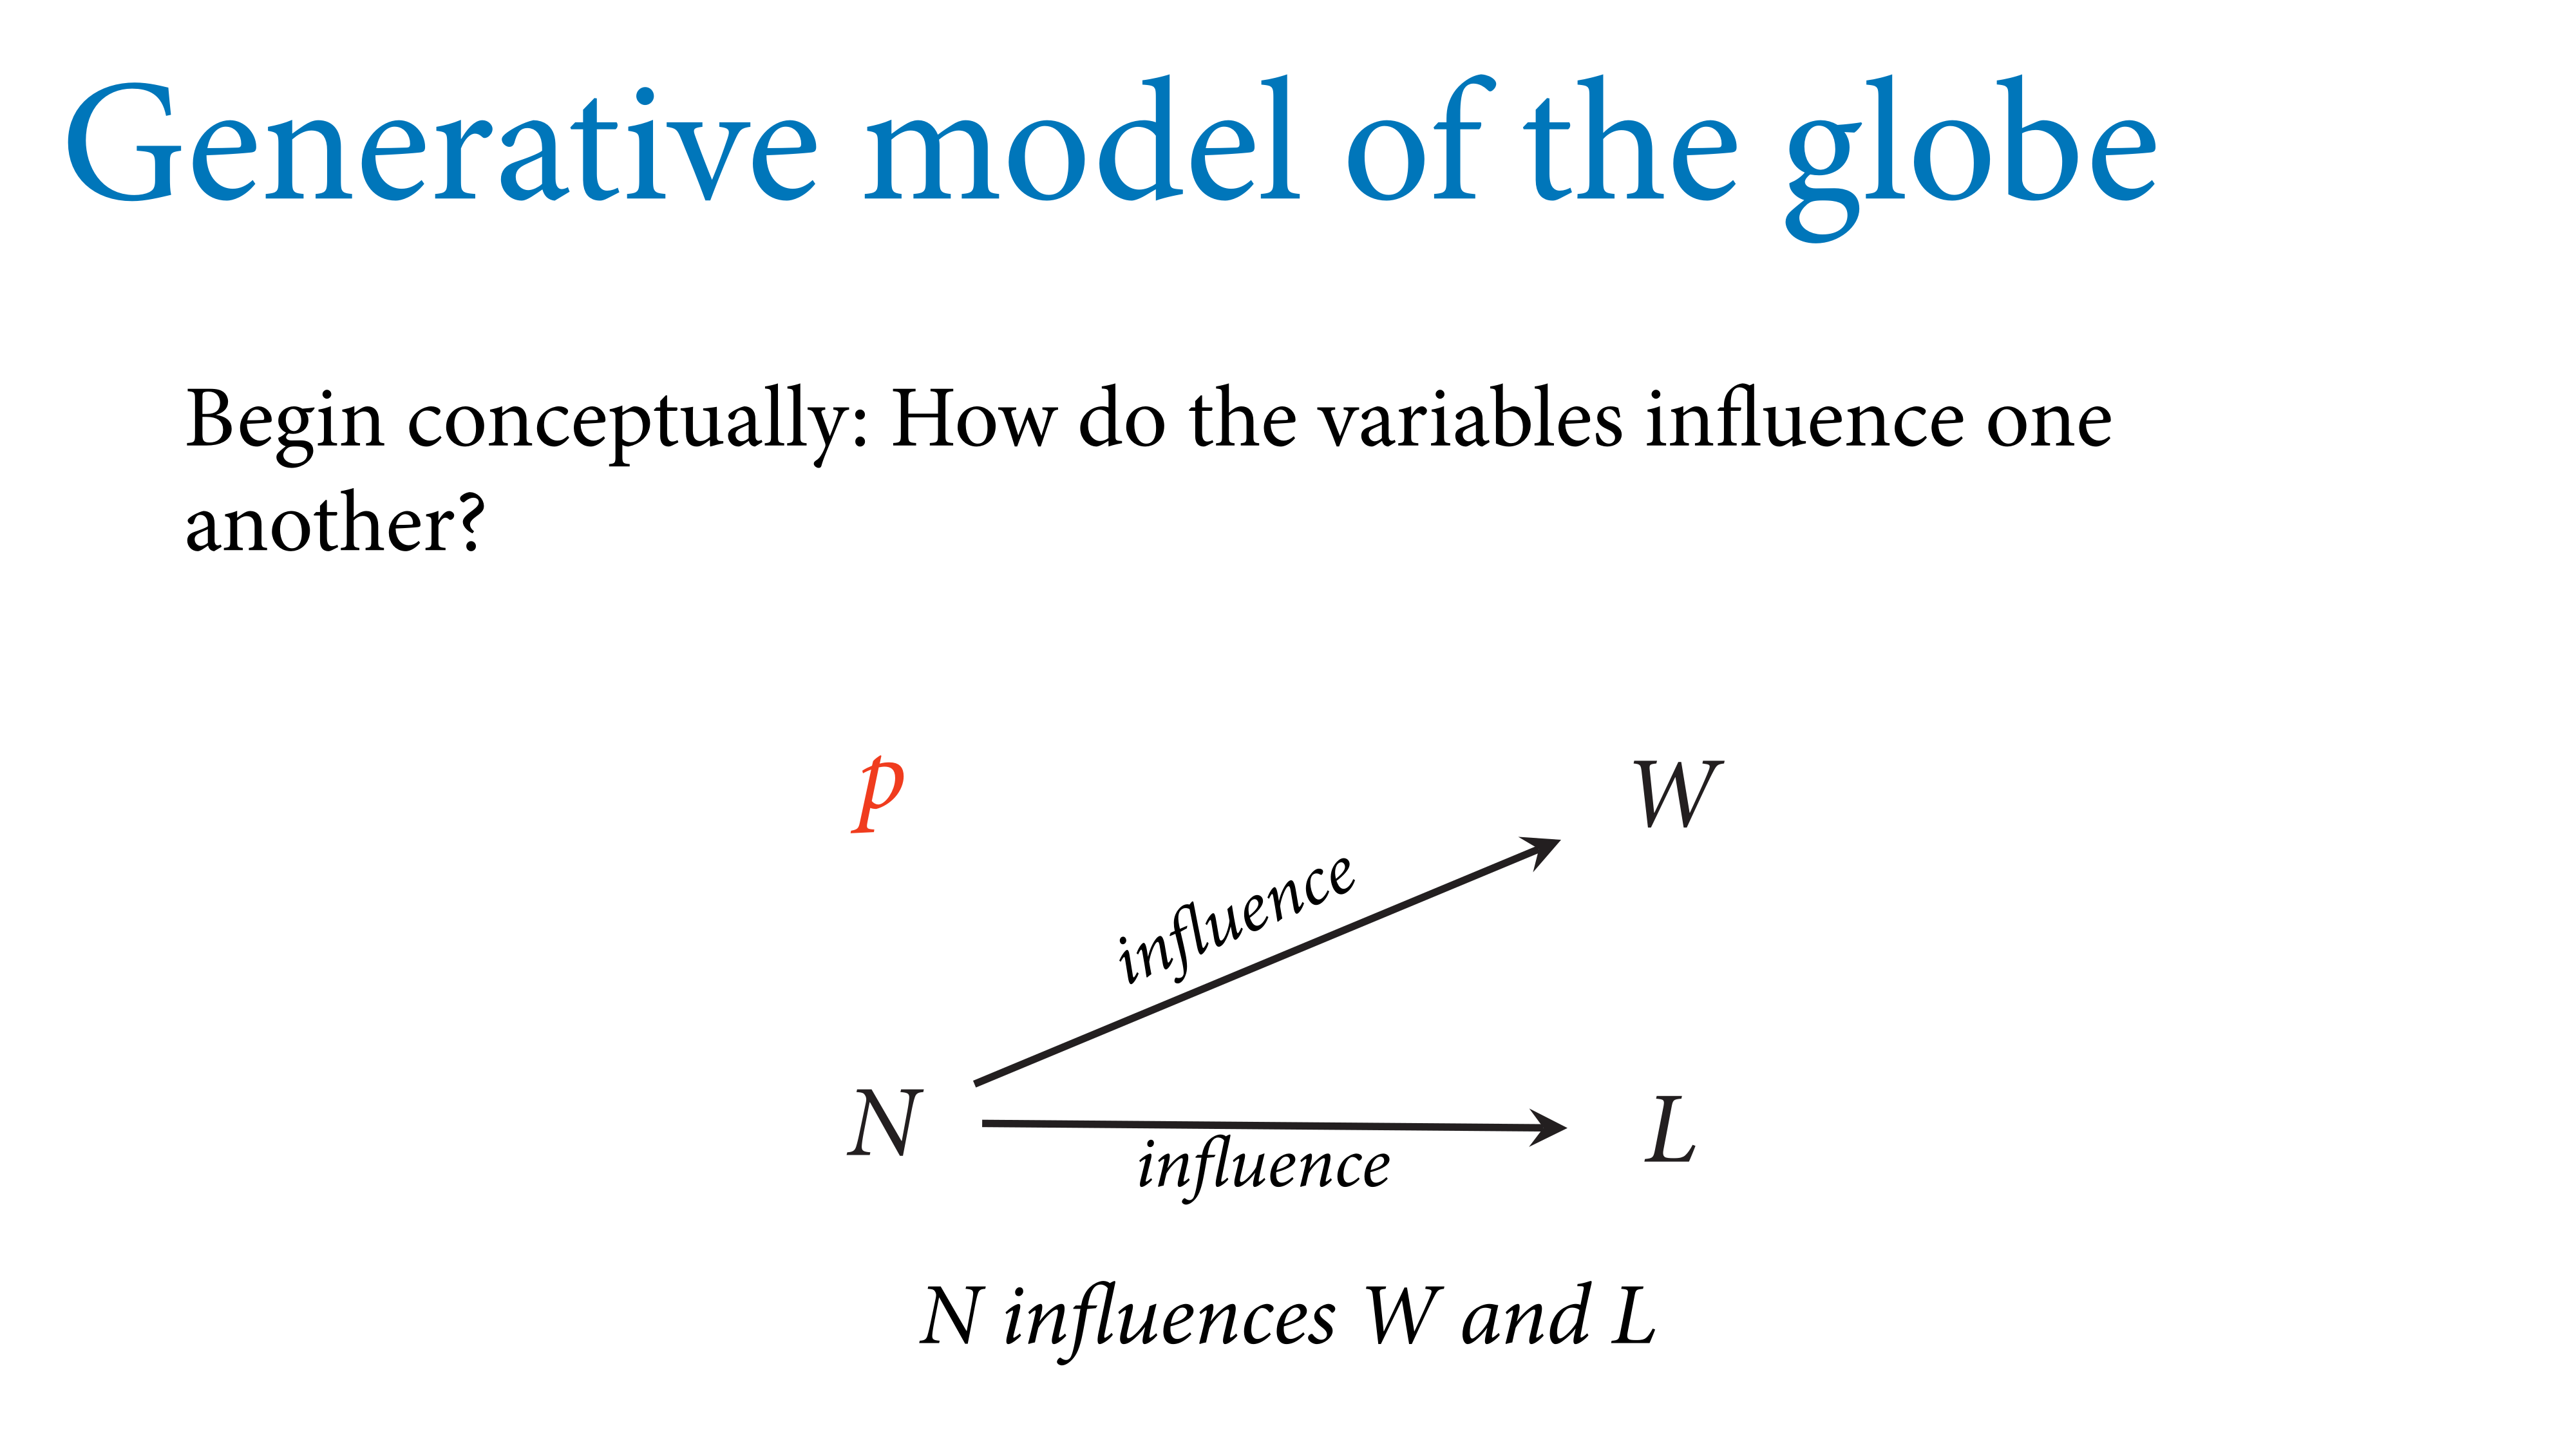 Generative model of the globe
Begin conceptually: How do the variables influence one
another?
p
W
influence
N
L
influence
N influences W and L